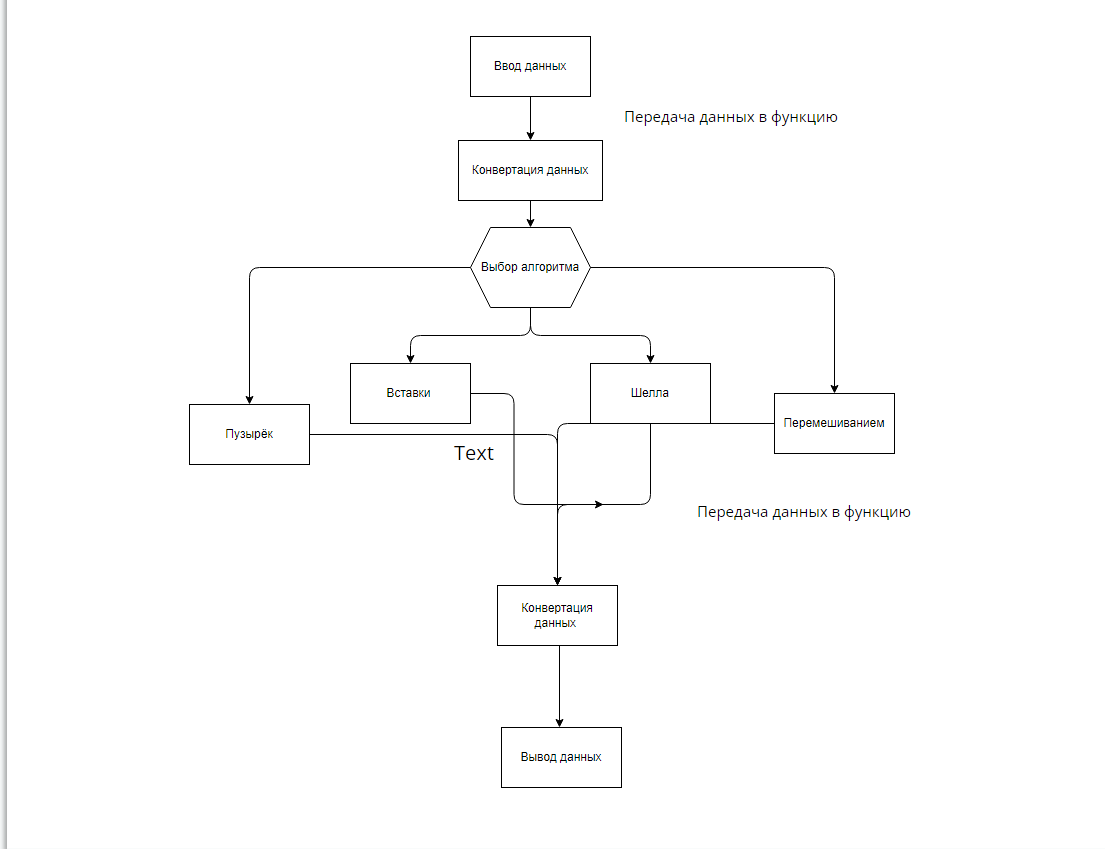 Ввод данных
Передача данных в функцию
Конвертация данных
Выбор алгоритма
Вставки
Шелла
Перемешиванием
Пузырёк
Text
Передача данных в функцию
Конвертация
данных
Вывод данных